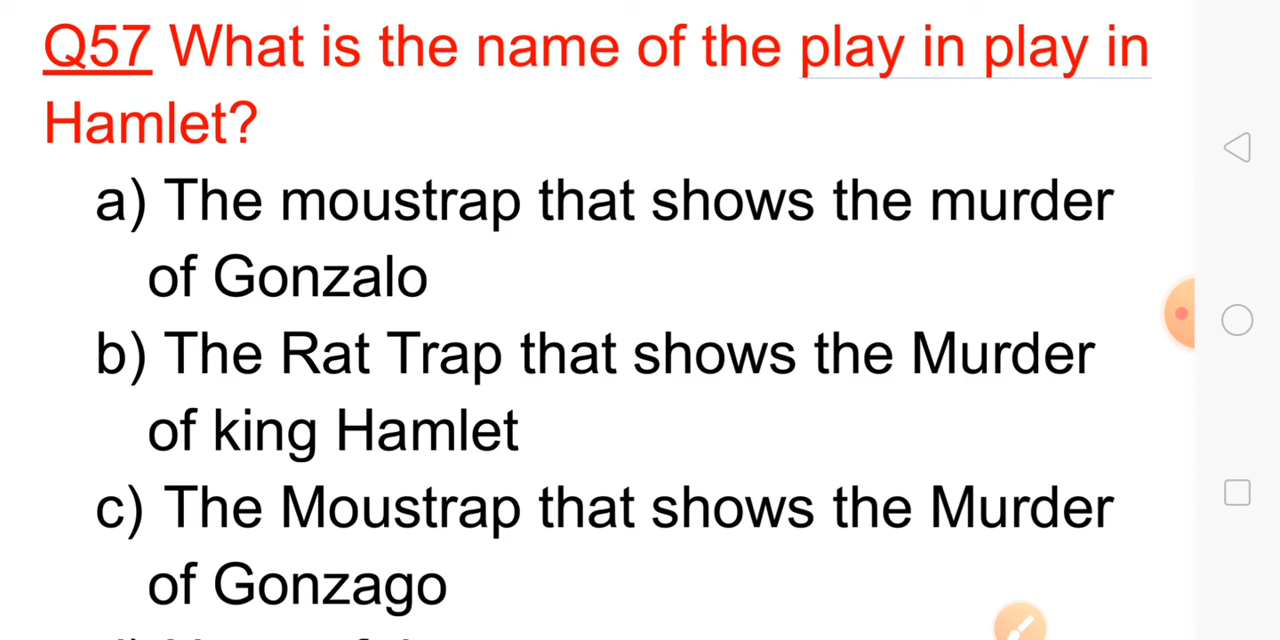 Q57 What is the name of the play in play in
Hamlet?
a) The moustrap that shows the murder
of Gonzalo
b) The Rat Trap that shows the Murder
of king Hamlet
c) The Moustrap that shows the Murder
of Gonzago